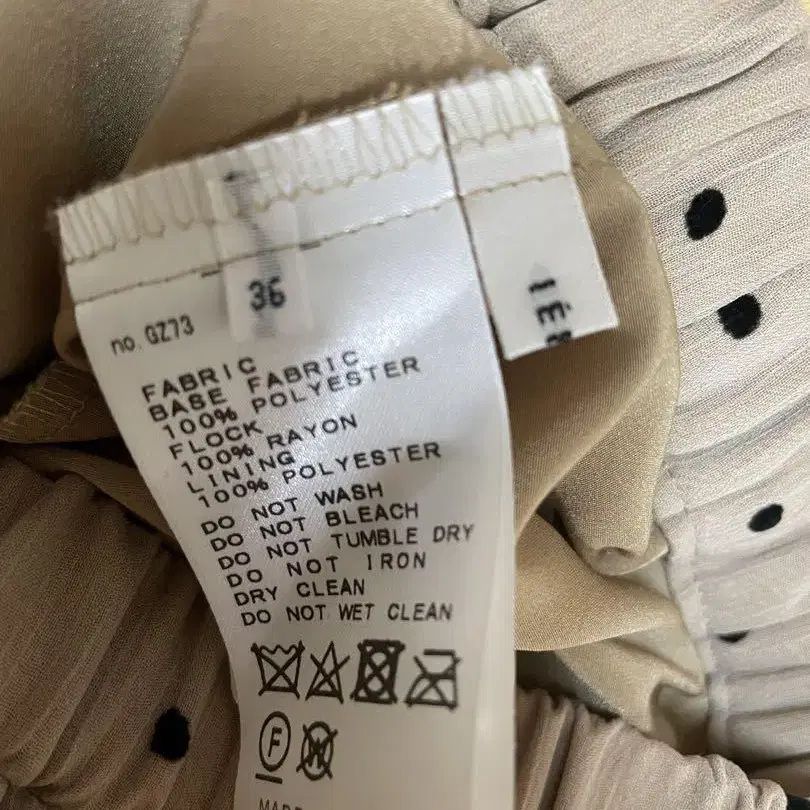 36
no. GZ73
FABRIC
BASE FABRIC
100% POLYESTER
FLOCK
100% RAYON
LINING
100% POLYESTER
DO NOT WASH
DO NOT BLEACH
DO NOT TUMBLE DRY
DO NOT IRON
DRY CLEAN
DO NOT WET CLEAN
F
W